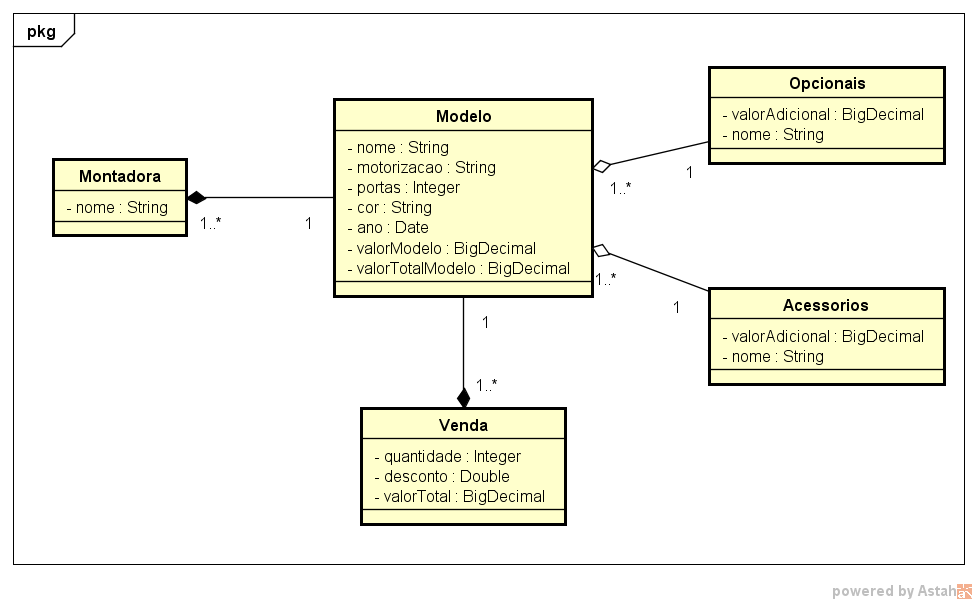 pkg
Montadora
- nome : String
1..*
1
Modelo
- nome : String
- motorizacao : String
- portas : Integer
- cor : String
- ano : Date
- valorModelo : BigDecimal
- valorTotalModelo : BigDecimal
1..*
1
Opcionais
- valorAdicional : BigDecimal
- nome : String
1..*
1
Acessorios
- valorAdicional : BigDecimal
- nome : String
1
1..*
Venda
- quantidade : Integer
- desconto : Double
- valorTotal : BigDecimal
powered by Astah